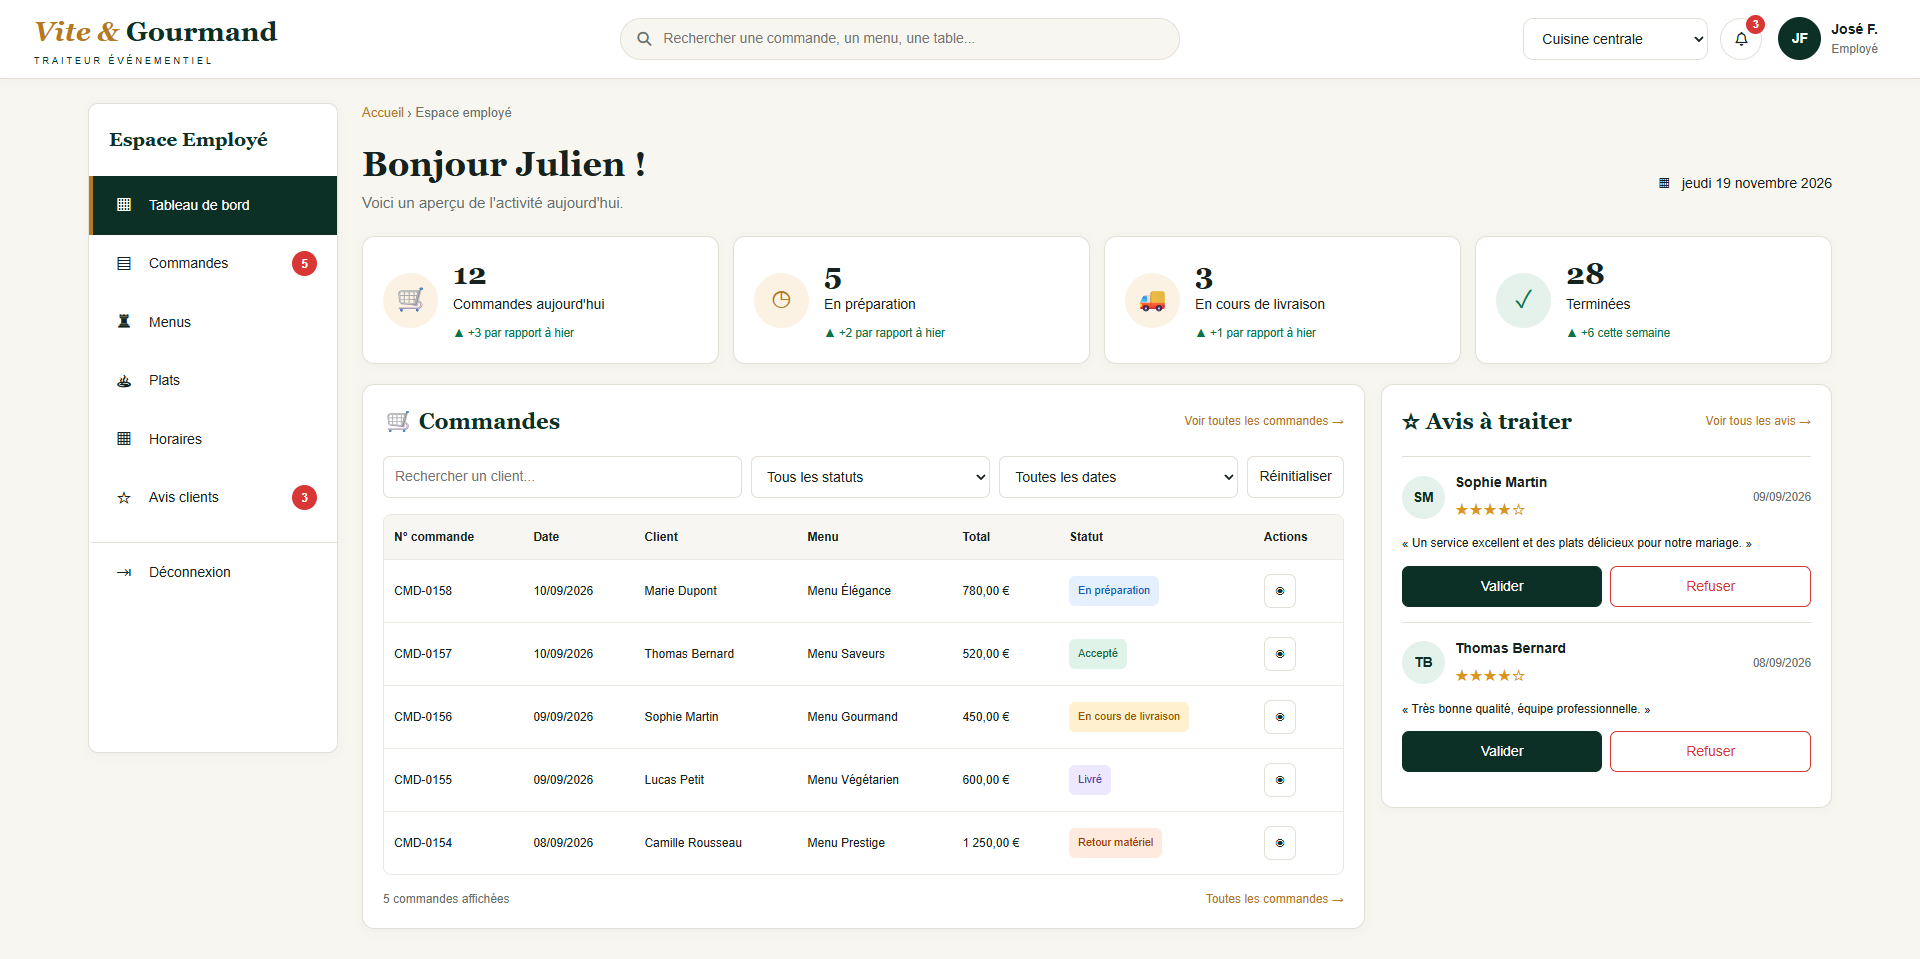 Vite & Gourmand
TRAITEUR ÉVÉNEMENTIEL
Rechercher une commande, un menu, une table...
Cuisine centrale
3
JF
José F.
Employé
Espace Employé
Tableau de bord
Commandes
5
Menus
Plats
Horaires
Avis clients
3
Déconnexion
Accueil › Espace employé
Bonjour Julien !
Voici un aperçu de l'activité aujourd'hui.
jeudi 19 novembre 2026
12
Commandes aujourd'hui
▲ +3 par rapport à hier
5
En préparation
▲ +2 par rapport à hier
3
En cours de livraison
▲ +1 par rapport à hier
28
Terminées
▲ +6 cette semaine
Commandes
Voir toutes les commandes →
Rechercher un client...
Tous les statuts
Toutes les dates
Réinitialiser
N° commande Date Client Menu Total Statut Actions
CMD-0158 10/09/2026 Marie Dupont Menu Élégance 780,00 € En préparation
CMD-0157 10/09/2026 Thomas Bernard Menu Saveurs 520,00 € Accepté
CMD-0156 09/09/2026 Sophie Martin Menu Gourmand 450,00 € En cours de livraison
CMD-0155 09/09/2026 Lucas Petit Menu Végétarien 600,00 € Livré
CMD-0154 08/09/2026 Camille Rousseau Menu Prestige 1 250,00 € Retour matériel
5 commandes affichées
Toutes les commandes →
☆ Avis à traiter
Voir tous les avis →
SM
Sophie Martin
★★★★☆
09/09/2026
« Un service excellent et des plats délicieux pour notre mariage. »
Valider
Refuser
TB
Thomas Bernard
★★★★☆
08/09/2026
« Très bonne qualité, équipe professionnelle. »
Valider
Refuser